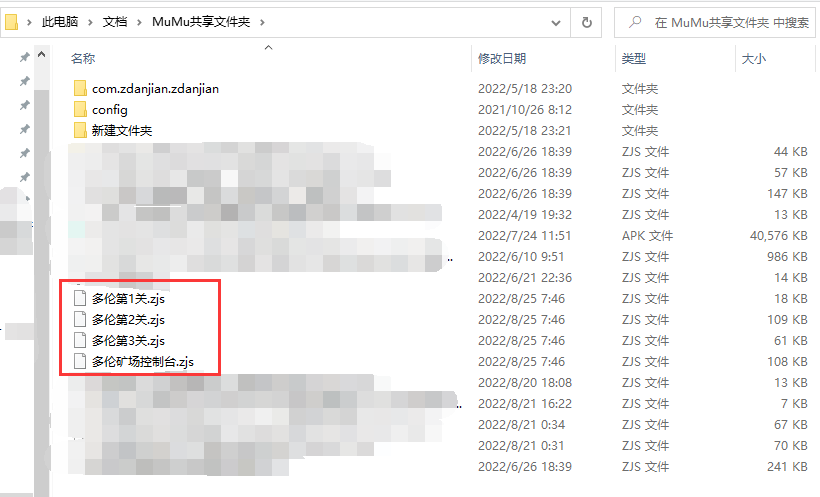 此电脑 › 文档 › MuMu共享文件夹 › 在 MuMu共享文件夹 中搜索
名称 修改日期 类型 大小
com.zdanjian.zdanjian 2022/5/18 23:20 文件夹
config 2021/10/26 8:12 文件夹
新建文件夹 2022/5/18 23:21 文件夹
2022/6/26 18:39 ZJS 文件 44 KB
2022/6/26 18:39 ZJS 文件 57 KB
2022/6/26 18:39 ZJS 文件 147 KB
2022/4/19 19:32 ZJS 文件 13 KB
2022/7/24 11:51 APK 文件 40,576 KB
2022/6/10 9:51 ZJS 文件 986 KB
2022/6/21 22:36 ZJS 文件 14 KB
多伦第1关.zjs 2022/8/25 7:46 ZJS 文件 18 KB
多伦第2关.zjs 2022/8/25 7:46 ZJS 文件 109 KB
多伦第3关.zjs 2022/8/25 7:46 ZJS 文件 61 KB
多伦矿场控制台.zjs 2022/8/25 7:46 ZJS 文件 108 KB
2022/8/20 18:08 ZJS 文件 13 KB
2022/8/21 16:22 ZJS 文件 7 KB
2022/8/21 0:34 ZJS 文件 67 KB
2022/8/21 0:31 ZJS 文件 70 KB
2022/6/26 18:39 ZJS 文件 241 KB